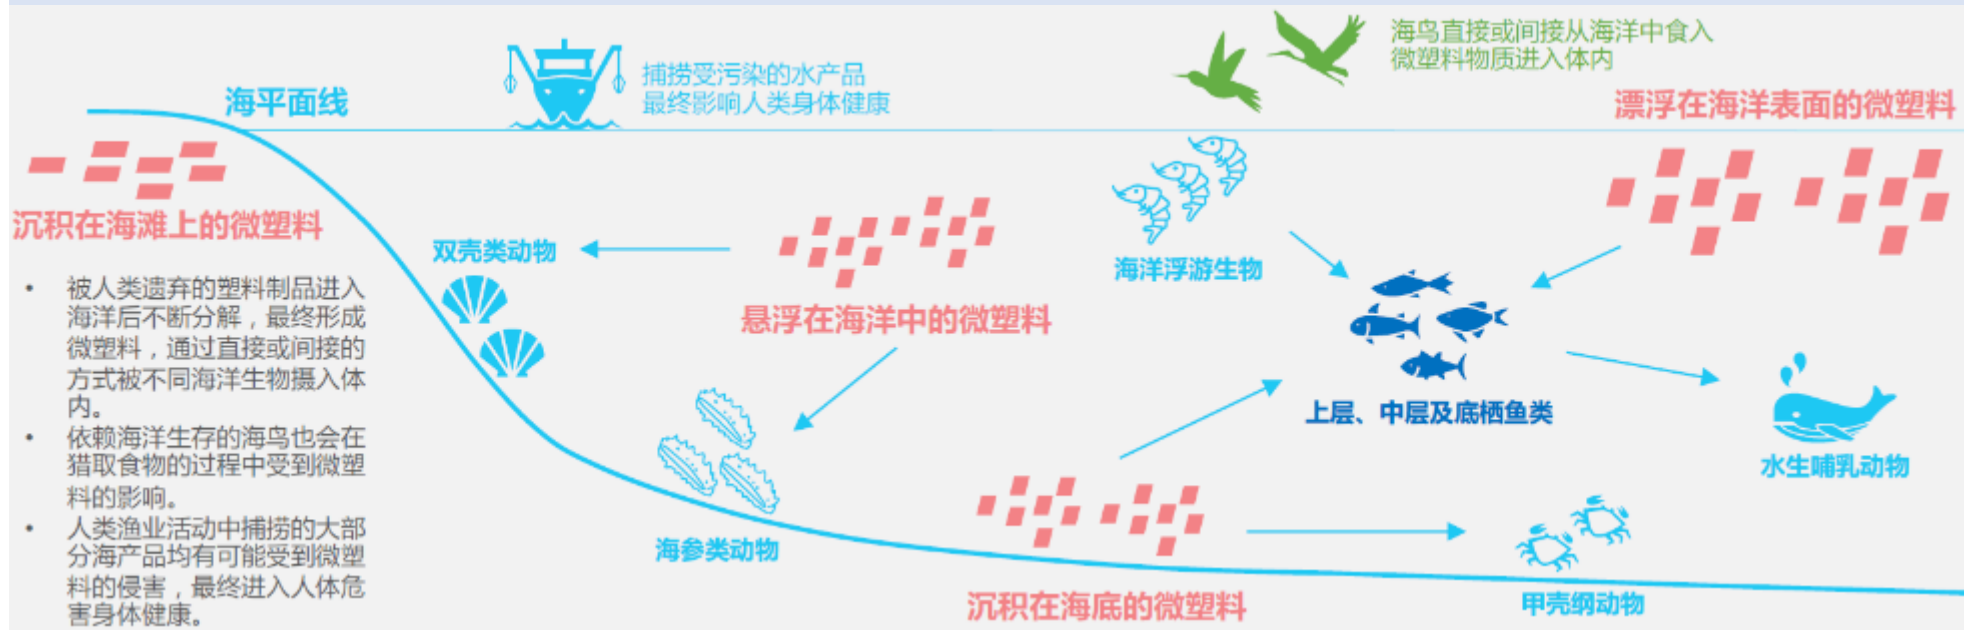 海鸟直接或间接从海洋中食入
微塑料物质进入体内
捕捞受污染的水产品
最终影响人类身体健康
海平面线
漂浮在海洋表面的微塑料
沉积在海滩上的微塑料
双壳类动物
海洋浮游生物
悬浮在海洋中的微塑料
• 被人类遗弃的塑料制品进入
海洋后不断分解，最终形成
微塑料，通过直接或间接的
方式被不同海洋生物摄入体
内。
• 依赖海洋生存的海鸟也会在
猎取食物的过程中受到微塑
料的影响。
• 人类渔业活动中捕捞的大部
分海产品均有可能受到微塑
料的侵害，最终进入人体危
害身体健康。
上层、中层及底栖鱼类
水生哺乳动物
海参类动物
沉积在海底的微塑料
甲壳纲动物